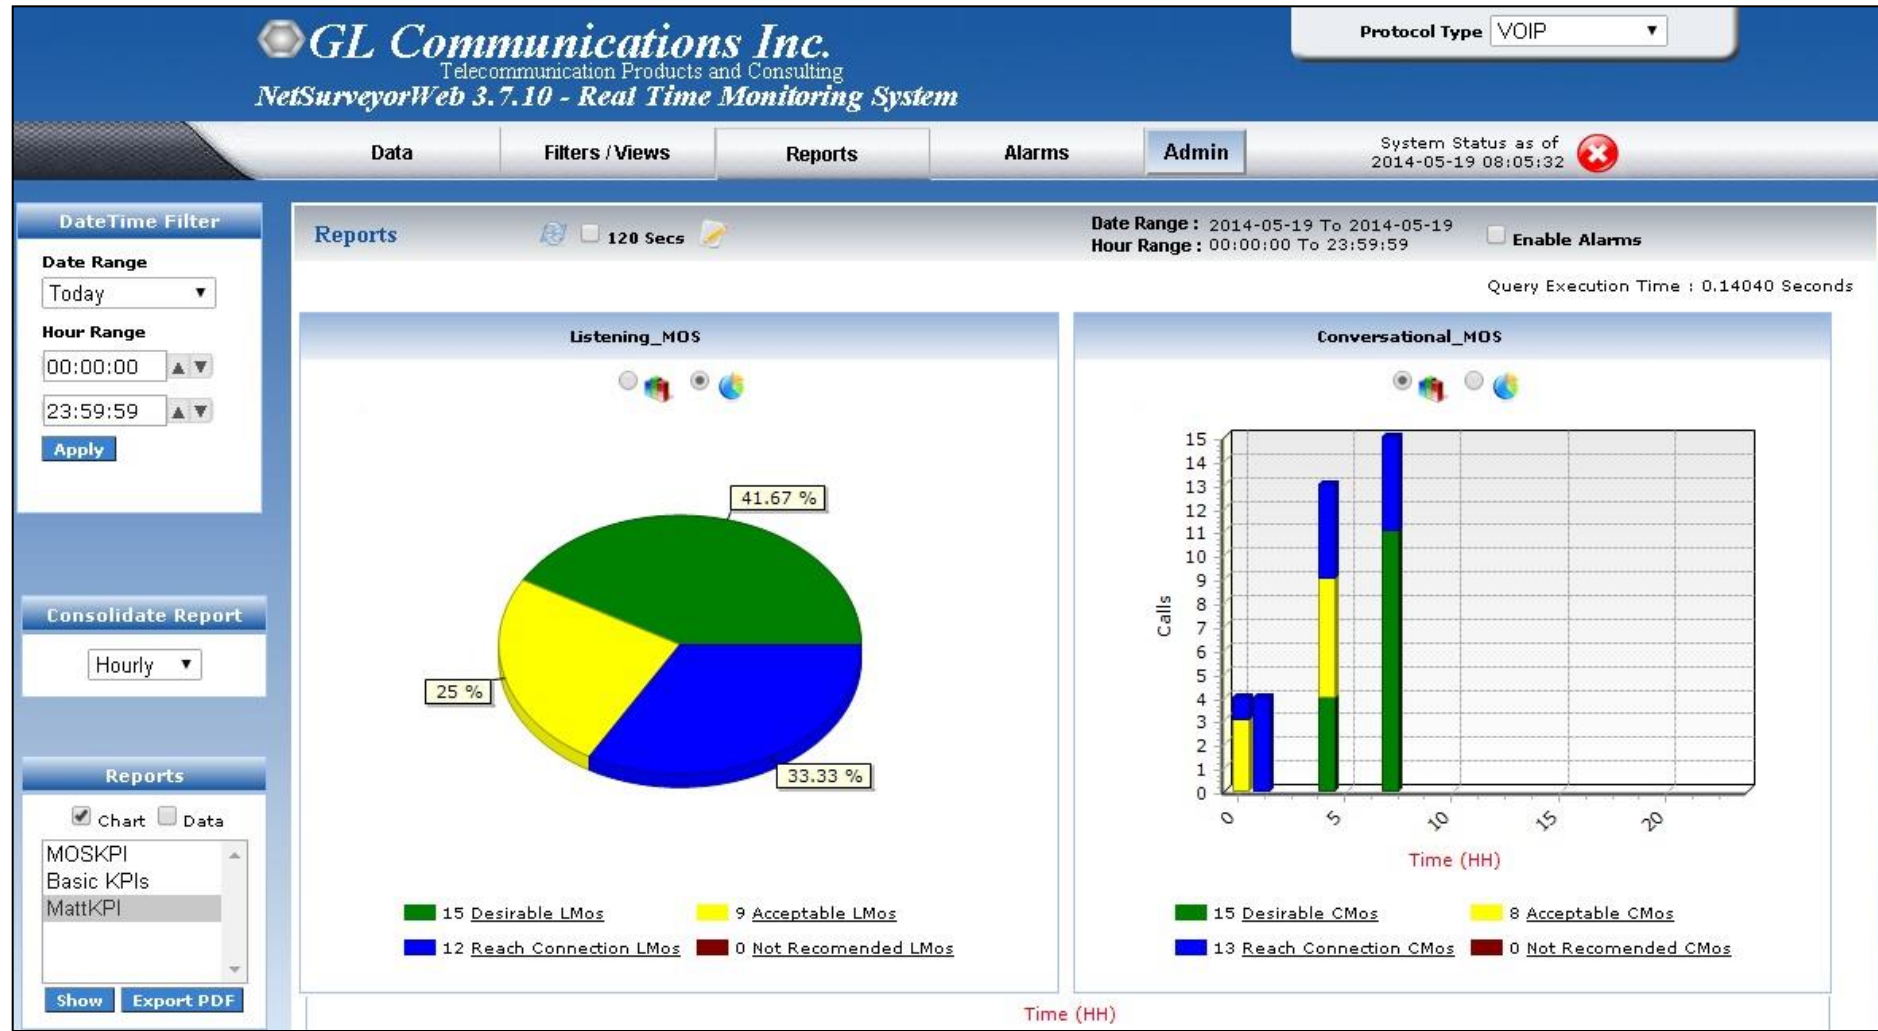 GL Communications Inc.
Telecommunication Products and Consulting
NetSurveyorWeb 3.7.10 - Real Time Monitoring System
Protocol Type VOIP
Data Filters / Views Reports Alarms Admin
System Status as of
2014-05-19 08:05:32
DateTime Filter
Date Range
Today
Hour Range
00:00:00
23:59:59
Apply
Consolidate Report
Hourly
Reports
Chart Data
MOSKPI
Basic KPIs
MattKPI
Show Export PDF
Reports 120 Secs
Date Range : 2014-05-19 To 2014-05-19
Hour Range : 00:00:00 To 23:59:59
Enable Alarms
Query Execution Time : 0.14040 Seconds
Listening_MOS
41.67 %
25 %
33.33 %
15 Desirable LMos 9 Acceptable LMos
12 Reach Connection LMos 0 Not Recomended LMos
Conversational_MOS
15
14
13
12
11
10
9
8
7
6
5
4
3
2
1
0
Calls
0 5 10 15 20
Time (HH)
15 Desirable CMos 8 Acceptable CMos
13 Reach Connection CMos 0 Not Recomended CMos
Time (HH)